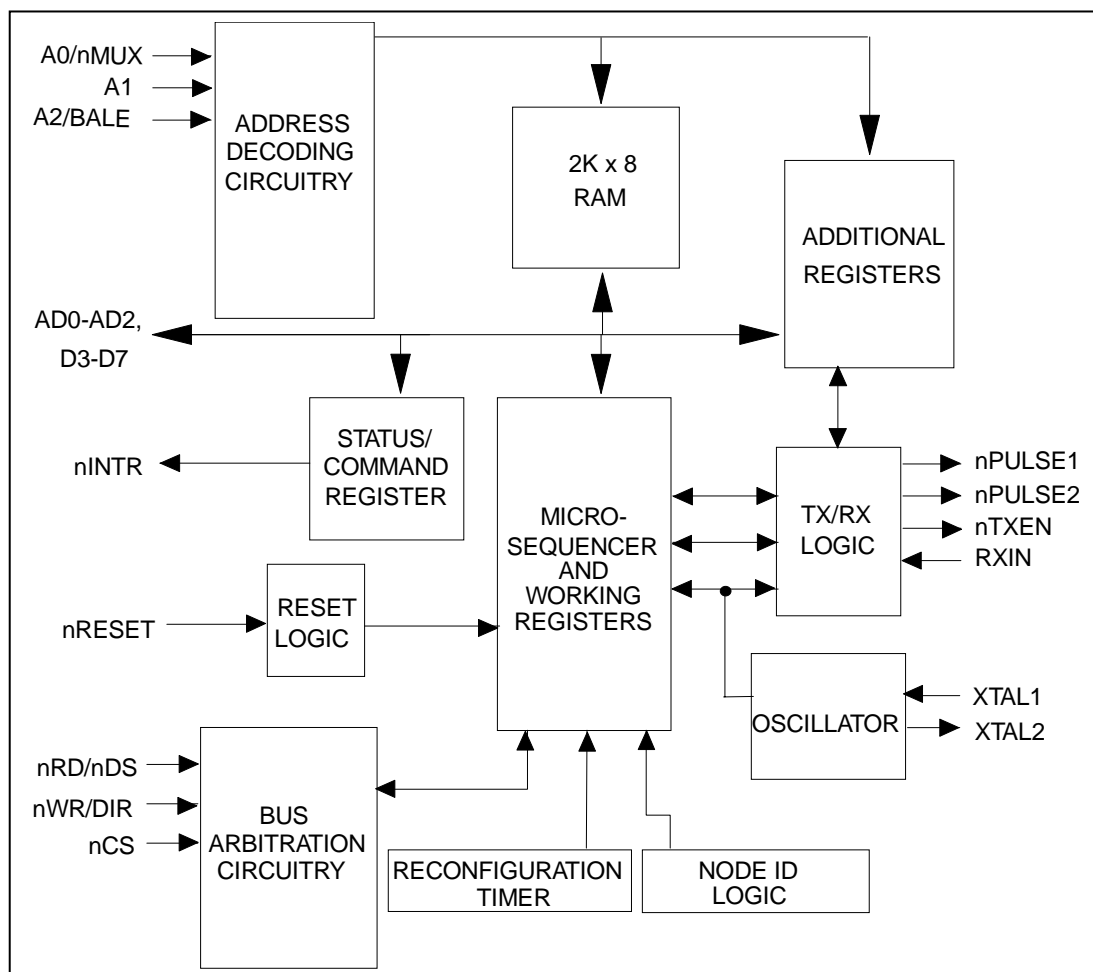 A0/nMUX
A1
A2/BALE
ADDRESS
DECODING
CIRCUITRY
2K x 8
RAM
ADDITIONAL
REGISTERS
AD0-AD2,
D3-D7
nINTR
STATUS/
COMMAND
REGISTER
MICRO-
SEQUENCER
AND
WORKING
REGISTERS
TX/RX
LOGIC
nPULSE1
nPULSE2
nTXEN
RXIN
nRESET
RESET
LOGIC
OSCILLATOR
XTAL1
XTAL2
nRD/nDS
nWR/DIR
nCS
BUS
ARBITRATION
CIRCUITRY
RECONFIGURATION
TIMER
NODE ID
LOGIC